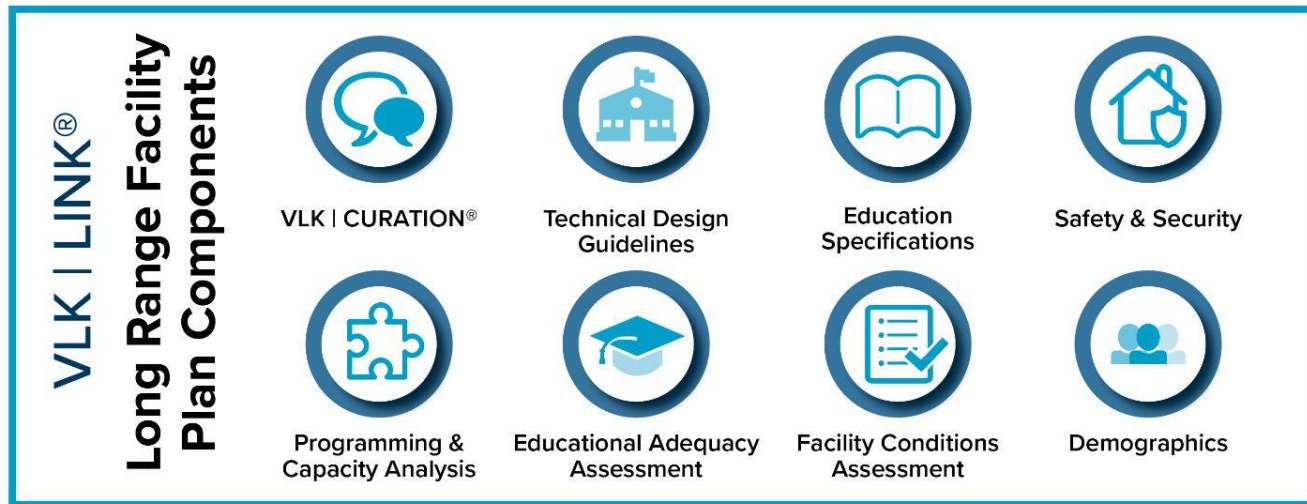 VLK | LINK®
Long Range Facility
Plan Components
VLK | CURATION®
Technical Design
Guidelines
Education
Specifications
Safety & Security
Programming &
Capacity Analysis
Educational Adequacy
Assessment
Facility Conditions
Assessment
Demographics